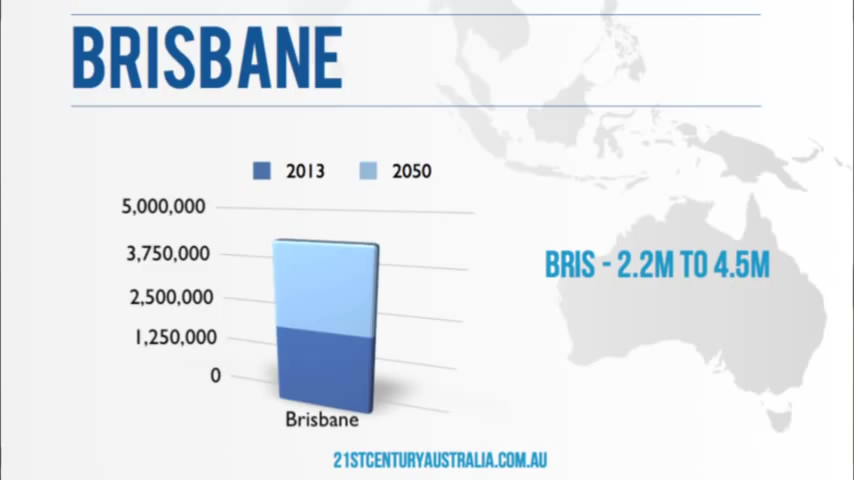 BRISBANE
2013 2050
5,000,000
3,750,000
2,500,000
1,250,000
0
Brisbane
BRIS - 2.2M TO 4.5M
21STCENTURYAUSTRALIA.COM.AU